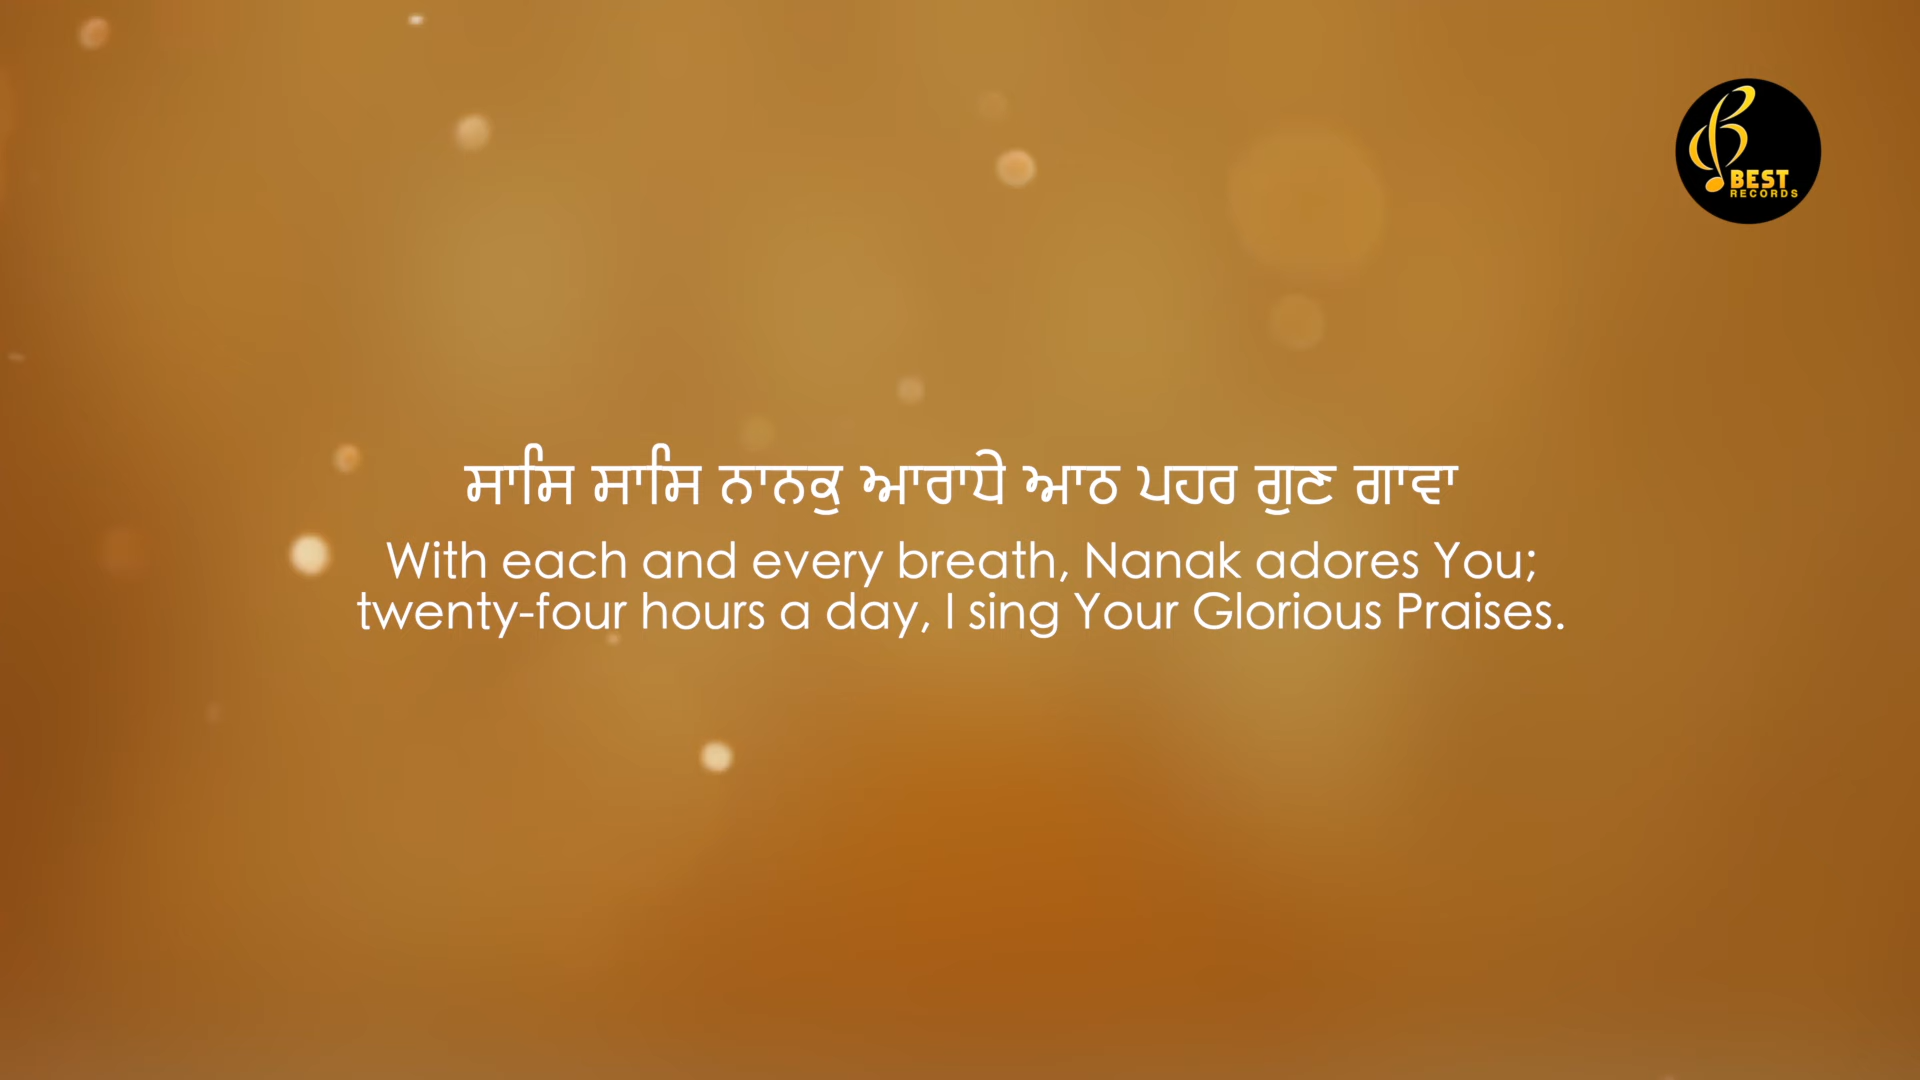 BEST
RECORDS
ਸਾਸਿ ਸਾਸਿ ਨਾਨਕੁ ਆਰਾਧੇ ਆਠ ਪਹਰ ਗੁਣ ਗਾਵਾ
With each and every breath, Nanak adores You;
twenty-four hours a day, I sing Your Glorious Praises.